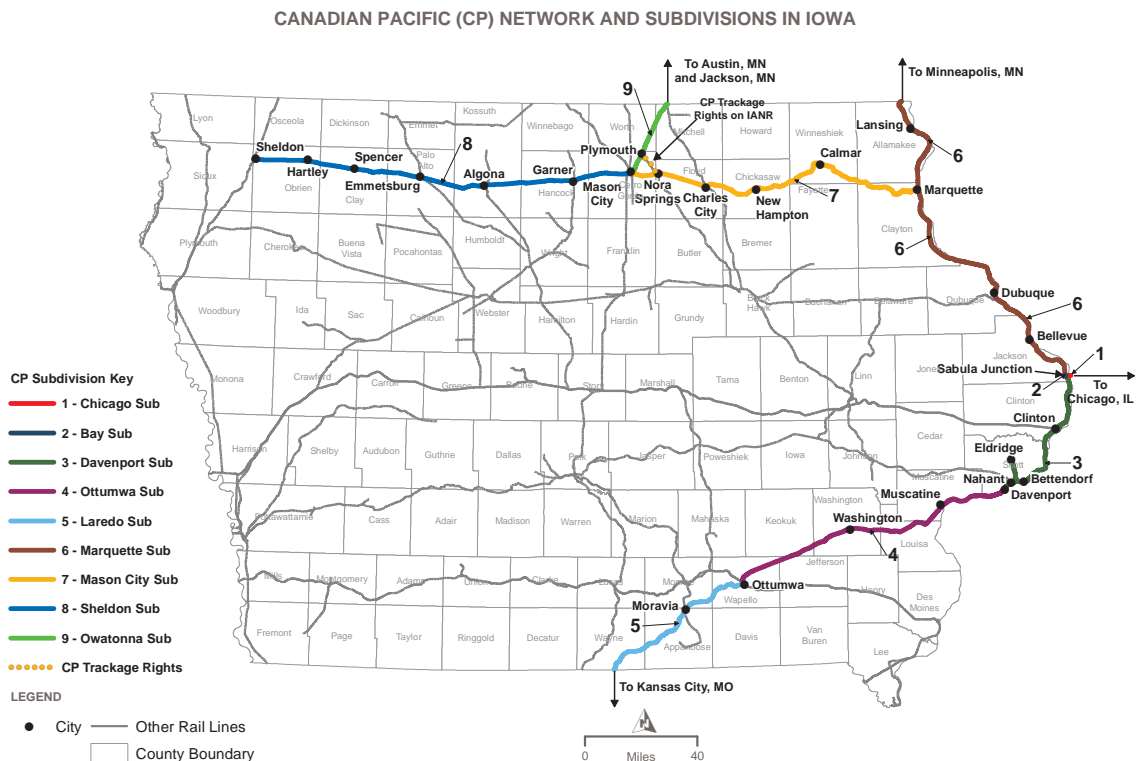 CANADIAN PACIFIC (CP) NETWORK AND SUBDIVISIONS IN IOWA
To Austin, MN
and Jackson, MN
To Minneapolis, MN
9
CP Trackage
Rights on IANR
Lyon
Osceola
Dickinson
Emmet
Kossuth
Winnebago
Worth
Mitchell
Howard
Winneshiek
Allamakee
Lansing
6
Sheldon
Hartley
Spencer
Emmetsburg
Palo
Alto
8
Algona
Garner
Plymouth
Mason
City
Nora
Springs
Charles
City
New
Hampton
Calmar
7
Marquette
Sioux
Obrien
Clay
Hancock
Cerro
Gordo
Floyd
Chickasaw
Fayette
Clayton
6
Plymouth
Cherokee
Buena
Vista
Pocahontas
Humboldt
Wright
Franklin
Butler
Bremer
Dubuque
6
Woodbury
Ida
Sac
Calhoun
Webster
Hamilton
Hardin
Grundy
Black
Hawk
Buchanan
Delaware
Dubuque
Bellevue
Jackson
Sabula Junction
1
2
To
Chicago, IL
Monona
Crawford
Carroll
Greene
Boone
Story
Marshall
Tama
Benton
Linn
Jones
Clinton
Clinton
Cedar
Eldridge
Scott
3
Nahant
Bettendorf
Davenport
Harrison
Shelby
Audubon
Guthrie
Dallas
Polk
Jasper
Poweshiek
Iowa
Johnson
Muscatine
Muscatine
Pottawattamie
Cass
Adair
Madison
Warren
Marion
Mahaska
Keokuk
Washington
Washington
4
Louisa
Mills
Montgomery
Adams
Union
Clarke
Lucas
Monroe
Ottumwa
Wapello
Jefferson
Henry
Des
Moines
Moravia
5
Fremont
Page
Taylor
Ringgold
Decatur
Wayne
Appanoose
Davis
Van
Buren
Lee
To Kansas City, MO
CP Subdivision Key
1 - Chicago Sub
2 - Bay Sub
3 - Davenport Sub
4 - Ottumwa Sub
5 - Laredo Sub
6 - Marquette Sub
7 - Mason City Sub
8 - Sheldon Sub
9 - Owatonna Sub
CP Trackage Rights
LEGEND
City
Other Rail Lines
County Boundary
N
0
40
Miles